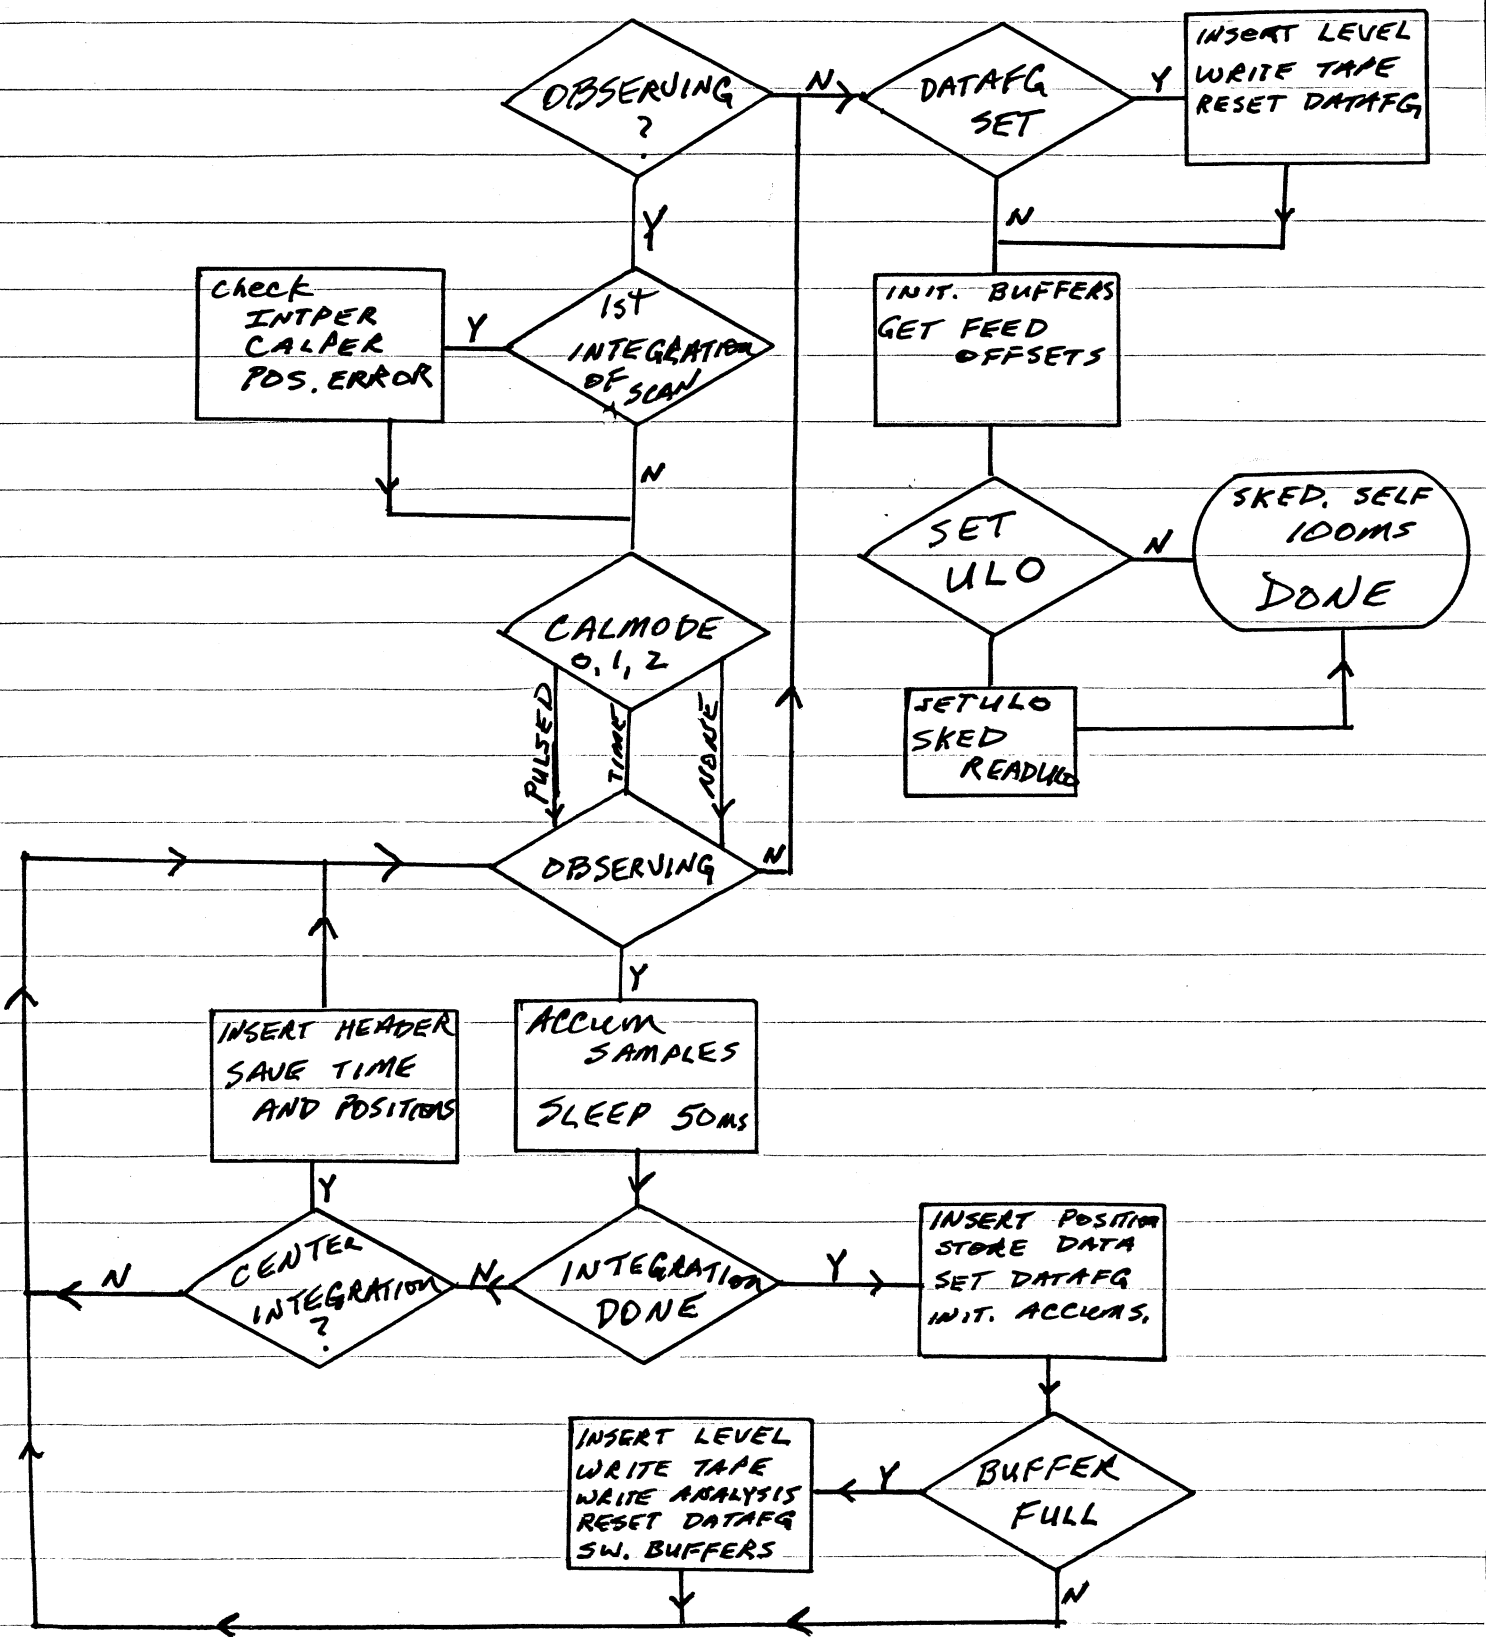 OBSERVING
?
N
DATAFG
SET
Y
INSERT LEVEL
WRITE TAPE
RESET DATAFG
Y
N
Check
INTPER
CALPER
POS. ERROR
Y
1st
INTEGRATION
OF SCAN
N
INIT. BUFFERS
GET FEED
OFFSETS
SET
ULO
N
SKED. SELF
100ms
DONE
CALMODE
0, 1, 2
PULSED
TIME
NONE
SETULO
SKED
READULO
OBSERVING
N
Y
INSERT HEADER
SAVE TIME
AND POSITIONS
ACCUM
SAMPLES
SLEEP 50ms
Y
N
CENTER
INTEGRATION
?
N
INTEGRATION
DONE
Y
INSERT POSITION
STORE DATA
SET DATAFG
INIT. ACCUMS.
INSERT LEVEL
WRITE TAPE
WRITE ANALYSIS
RESET DATAFG
SW. BUFFERS
Y
BUFFER
FULL
N